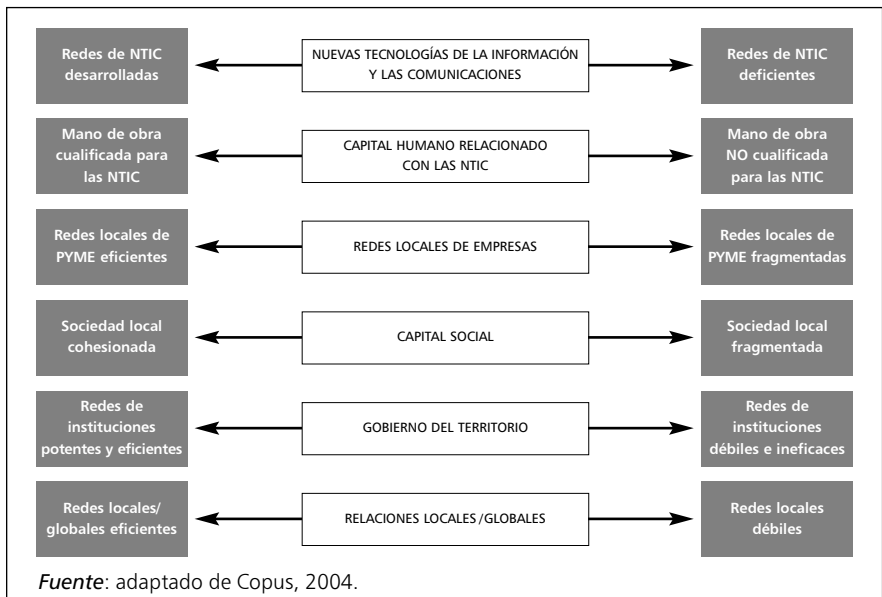 Redes de NTIC
desarrolladas
NUEVAS TECNOLOGÍAS DE LA INFORMACIÓN
Y LAS COMUNICACIONES
Redes de NTIC
deficientes
Mano de obra
cualificada para
las NTIC
CAPITAL HUMANO RELACIONADO
CON LAS NTIC
Mano de obra
NO cualificada
para las NTIC
Redes locales de
PYME eficientes
REDES LOCALES DE EMPRESAS
Redes locales de
PYME fragmentadas
Sociedad local
cohesionada
CAPITAL SOCIAL
Sociedad local
fragmentada
Redes de
instituciones
potentes y eficientes
GOBIERNO DEL TERRITORIO
Redes de
instituciones
débiles e ineficaces
Redes locales/
globales eficientes
RELACIONES LOCALES/GLOBALES
Redes locales
débiles
Fuente: adaptado de Copus, 2004.